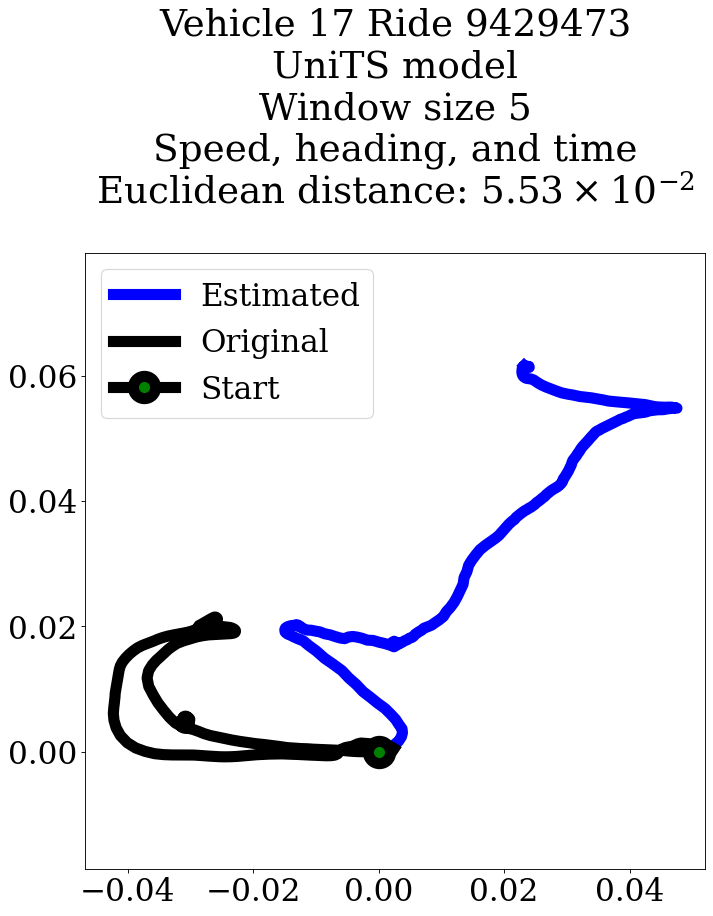 Vehicle 17 Ride 9429473
UniTS model
Window size 5
Speed, heading, and time
Euclidean distance: 5.53 × 10⁻²
Estimated
Original
Start
0.06
0.04
0.02
0.00
−0.04 −0.02 0.00 0.02 0.04